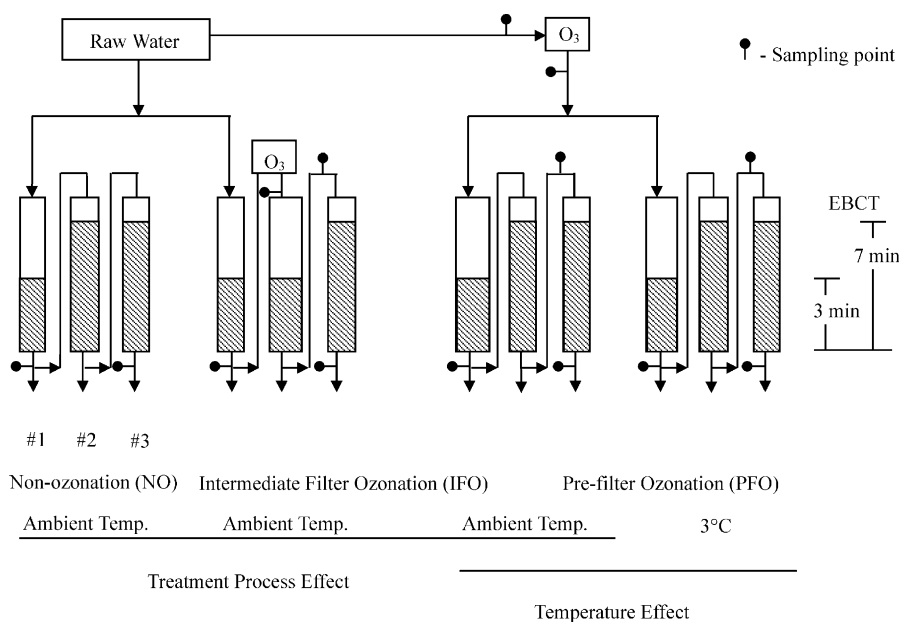 Raw Water
O3
- Sampling point
O3
EBCT
7 min
3 min
#1 #2 #3
Non-ozonation (NO) Intermediate Filter Ozonation (IFO) Pre-filter Ozonation (PFO)
Ambient Temp. Ambient Temp. Ambient Temp. 3°C
Treatment Process Effect
Temperature Effect